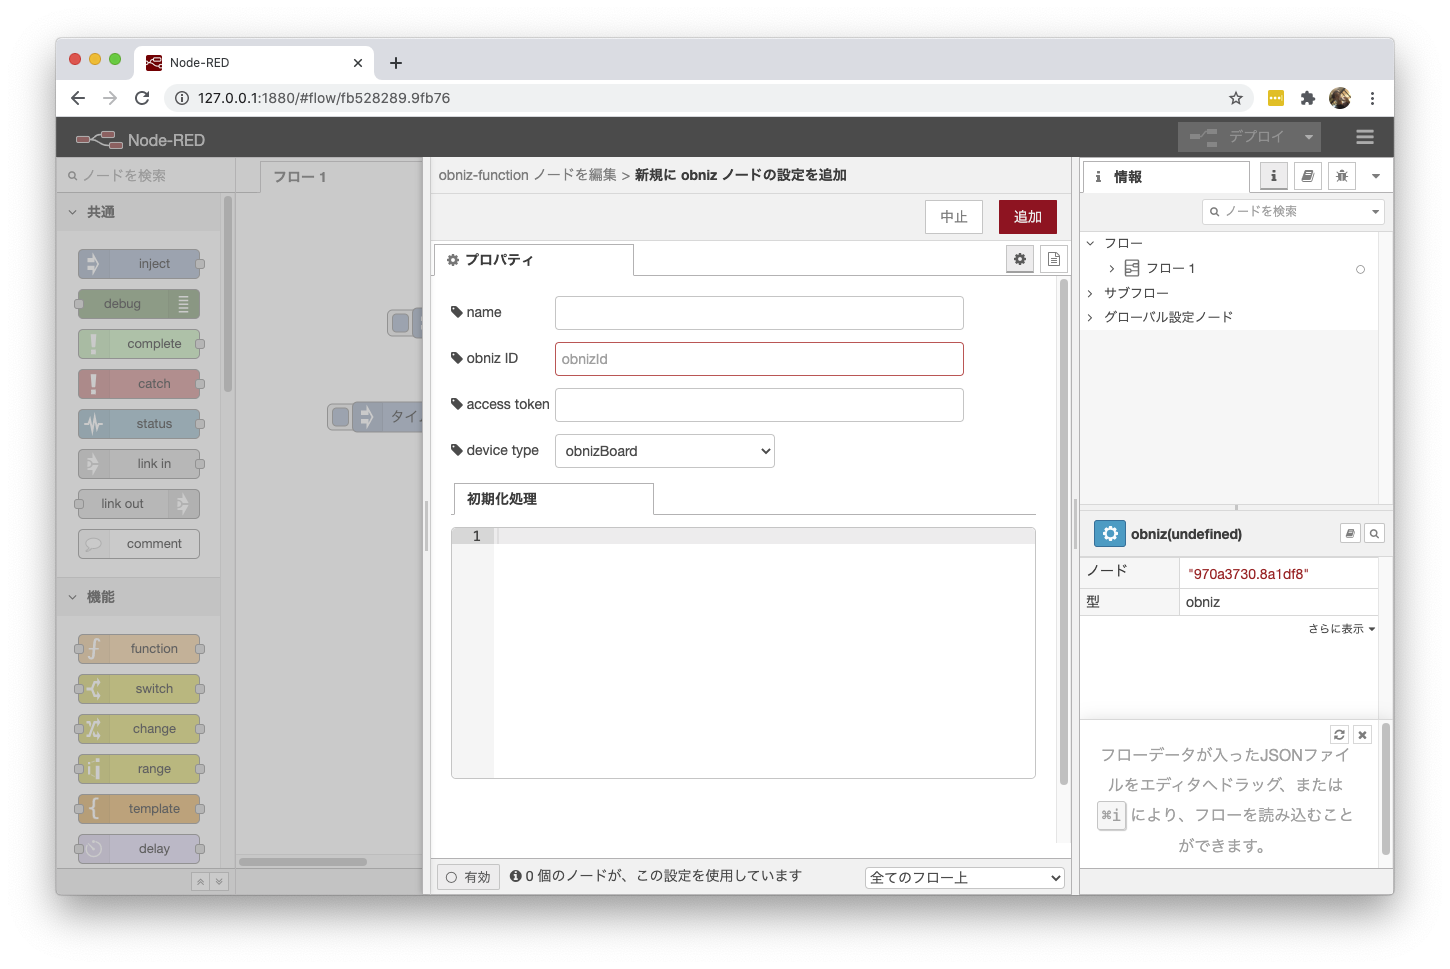 Node-RED
127.0.0.1:1880/#flow/fb528289.9fb76
Node-RED
デプロイ
ノードを検索
共通
inject
debug
complete
catch
status
link in
link out
comment
機能
function
switch
change
range
template
delay
フロー 1
obniz-function ノードを編集 > 新規に obniz ノードの設定を追加
中止
追加
プロパティ
name
obniz ID
obnizId
access token
device type
obnizBoard
初期化処理
1
有効
0 個のノードが、この設定を使用しています
全てのフロー上
情報
ノードを検索
フロー
フロー 1
サブフロー
グローバル設定ノード
obniz(undefined)
ノード
"970a3730.8a1df8"
型
obniz
さらに表示
フローデータが入ったJSONファイ
ルをエディタへドラッグ、または
⌘i により、フローを読み込むこと
ができます。